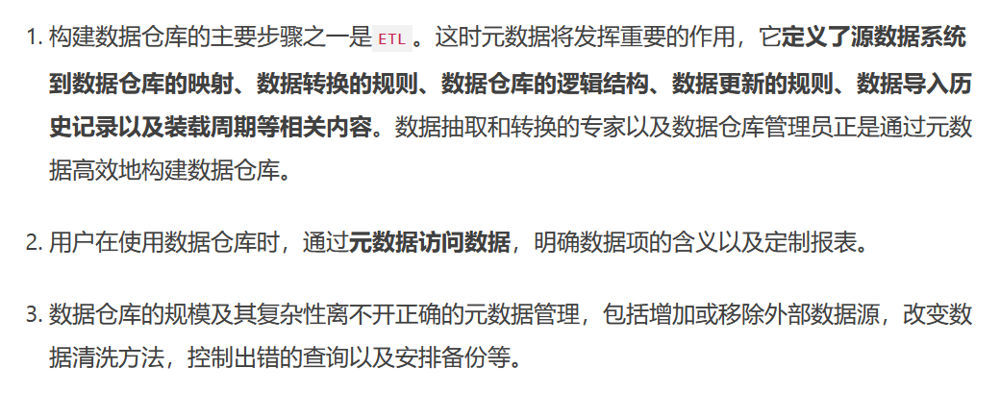 1. 构建数据仓库的主要步骤之一是 ETL 。这时元数据将发挥重要的作用，它定义了源数据系统
到数据仓库的映射、数据转换的规则、数据仓库的逻辑结构、数据更新的规则、数据导入历
史记录以及装载周期等相关内容。数据抽取和转换的专家以及数据仓库管理员正是通过元数
据高效地构建数据仓库。
2. 用户在使用数据仓库时，通过元数据访问数据，明确数据项的含义以及定制报表。
3. 数据仓库的规模及其复杂性离不开正确的元数据管理，包括增加或移除外部数据源，改变数
据清洗方法，控制出错的查询以及安排备份等。